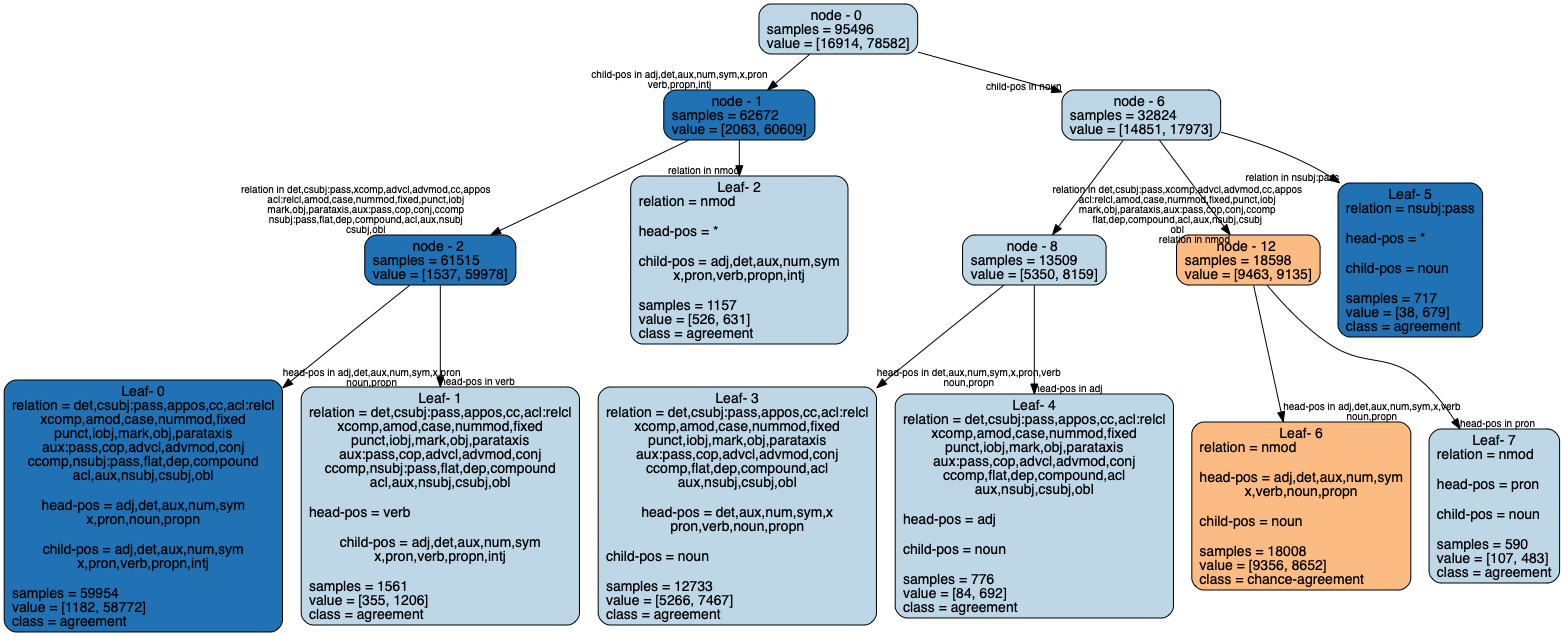 node - 0
samples = 95496
value = [16914, 78582]
child-pos in adj,det,aux,num,sym,x,pron
verb,propn,intj
child-pos in noun
node - 1
samples = 62672
value = [2063, 60609]
node - 6
samples = 32824
value = [14851, 17973]
relation in det,csubj:pass,xcomp,advcl,advmod,cc,appos
acl:relcl,amod,case,nummod,fixed,punct,iobj
mark,obj,parataxis,aux:pass,cop,conj,ccomp
nsubj:pass,flat,dep,compound,acl,aux,nsubj
csubj,obl
relation in nmod
relation in det,csubj:pass,xcomp,advcl,advmod,cc,appos
acl:relcl,amod,case,nummod,fixed,punct,iobj
mark,obj,parataxis,aux:pass,cop,conj,ccomp
flat,dep,compound,acl,aux,nsubj,csubj
obl
relation in nmod
relation in nsubj:pass
node - 2
samples = 61515
value = [1537, 59978]
Leaf- 2
relation = nmod
head-pos = *
child-pos = adj,det,aux,num,sym
x,pron,verb,propn,intj
samples = 1157
value = [526, 631]
class = agreement
node - 8
samples = 13509
value = [5350, 8159]
node - 12
samples = 18598
value = [9463, 9135]
Leaf- 5
relation = nsubj:pass
head-pos = *
child-pos = noun
samples = 717
value = [38, 679]
class = agreement
head-pos in adj,det,aux,num,sym,x,pron
noun,propn
head-pos in verb
head-pos in det,aux,num,sym,x,pron,verb
noun,propn
head-pos in adj
head-pos in adj,det,aux,num,sym,x,verb
noun,propn
head-pos in pron
Leaf- 0
relation = det,csubj:pass,appos,cc,acl:relcl
xcomp,amod,case,nummod,fixed
punct,iobj,mark,obj,parataxis
aux:pass,cop,advcl,advmod,conj
ccomp,nsubj:pass,flat,dep,compound
acl,aux,nsubj,csubj,obl
head-pos = adj,det,aux,num,sym
x,pron,noun,propn
child-pos = adj,det,aux,num,sym
x,pron,verb,propn,intj
samples = 59954
value = [1182, 58772]
class = agreement
Leaf- 1
relation = det,csubj:pass,appos,cc,acl:relcl
xcomp,amod,case,nummod,fixed
punct,iobj,mark,obj,parataxis
aux:pass,cop,advcl,advmod,conj
ccomp,nsubj:pass,flat,dep,compound
acl,aux,nsubj,csubj,obl
head-pos = verb
child-pos = adj,det,aux,num,sym
x,pron,verb,propn,intj
samples = 1561
value = [355, 1206]
class = agreement
Leaf- 3
relation = det,csubj:pass,appos,cc,acl:relcl
xcomp,amod,case,nummod,fixed
punct,iobj,mark,obj,parataxis
aux:pass,cop,advcl,advmod,conj
ccomp,flat,dep,compound,acl
aux,nsubj,csubj,obl
head-pos = det,aux,num,sym,x
pron,verb,noun,propn
child-pos = noun
samples = 12733
value = [5266, 7467]
class = agreement
Leaf- 4
relation = det,csubj:pass,appos,cc,acl:relcl
xcomp,amod,case,nummod,fixed
punct,iobj,mark,obj,parataxis
aux:pass,cop,advcl,advmod,conj
ccomp,flat,dep,compound,acl
aux,nsubj,csubj,obl
head-pos = adj
child-pos = noun
samples = 776
value = [84, 692]
class = agreement
Leaf- 6
relation = nmod
head-pos = adj,det,aux,num,sym
x,verb,noun,propn
child-pos = noun
samples = 18008
value = [9356, 8652]
class = chance-agreement
Leaf- 7
relation = nmod
head-pos = pron
child-pos = noun
samples = 590
value = [107, 483]
class = agreement